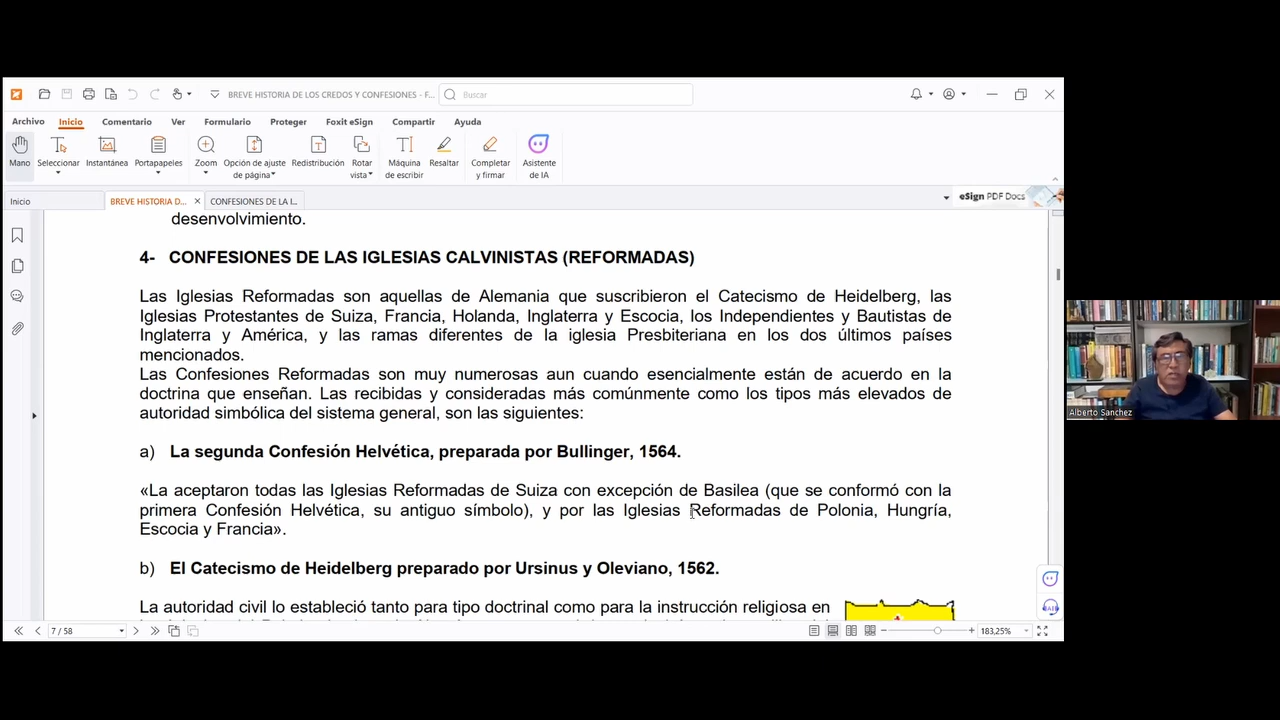 BREVE HISTORIA DE LOS CREDOS Y CONFESIONES - F...
Buscar
Archivo Inicio Comentario Ver Formulario Proteger Foxit eSign Compartir Ayuda
Mano Seleccionar Instantánea Portapapeles Zoom Opción de ajuste de página Redistribución Rotar vista Máquina de escribir Resaltar Completar y firmar Asistente de IA
Inicio BREVE HISTORIA D... CONFESIONES DE LA I... eSign PDF Docs
desenvolvimiento.
4- CONFESIONES DE LAS IGLESIAS CALVINISTAS (REFORMADAS)
Las Iglesias Reformadas son aquellas de Alemania que suscribieron el Catecismo de Heidelberg, las
Iglesias Protestantes de Suiza, Francia, Holanda, Inglaterra y Escocia, los Independientes y Bautistas de
Inglaterra y América, y las ramas diferentes de la iglesia Presbiteriana en los dos últimos países
mencionados.
Las Confesiones Reformadas son muy numerosas aun cuando esencialmente están de acuerdo en la
doctrina que enseñan. Las recibidas y consideradas más comúnmente como los tipos más elevados de
autoridad simbólica del sistema general, son las siguientes:
a) La segunda Confesión Helvética, preparada por Bullinger, 1564.
«La aceptaron todas las Iglesias Reformadas de Suiza con excepción de Basilea (que se conformó con la
primera Confesión Helvética, su antiguo símbolo), y por las Iglesias Reformadas de Polonia, Hungría,
Escocia y Francia».
b) El Catecismo de Heidelberg preparado por Ursinus y Oleviano, 1562.
La autoridad civil lo estableció tanto para tipo doctrinal como para la instrucción religiosa en
7 / 58
183,25%
Alberto Sanchez